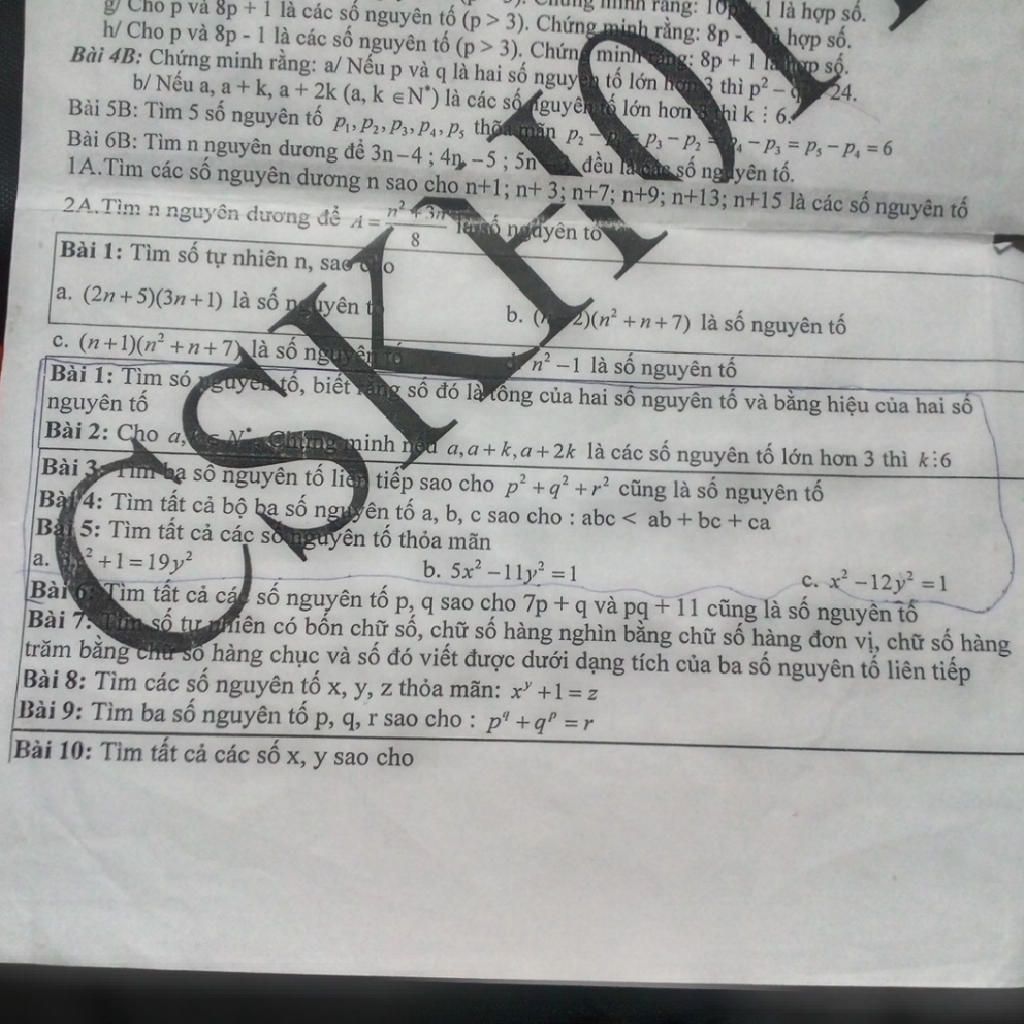 g/ Cho p và 8p + 1 là các số nguyên tố (p > 3). Chứng minh rằng: 10p + 1 là hợp số.
h/ Cho p và 8p - 1 là các số nguyên tố (p > 3). Chứng minh rằng: 8p + 1 là hợp số.
Bài 4B: Chứng minh rằng: a/ Nếu p và q là hai số nguyên tố lớn hơn 3 thì p² – 24.
b/ Nếu a, a + k, a + 2k (a, k ∈N*) là các số nguyên tố lớn hơn 3 thì k ⋮ 6.
Bài 5B: Tìm 5 số nguyên tố p₁, p₂, p₃, p₄, p₅ thõa mãn p₂ – = p₃ – p₂ = p₄ – p₃ = p₅ – p₄ = 6
Bài 6B: Tìm n nguyên dương để 3n – 4 ; 4n – 5 ; 5n đều là các số nguyên tố.
1A.Tìm các số nguyên dương n sao cho n+1; n+ 3; n+7; n+9; n+13; n+15 là các số nguyên tố
2A.Tìm n nguyên dương để A = (n² + 3n)/8 là số nguyên tố
Bài 1: Tìm số tự nhiên n, sao cho
a. (2n + 5)(3n + 1) là số nguyên tố
b. 2)(n² + n + 7) là số nguyên tố
c. (n + 1)(n² + n + 7) là số nguyên tố
n² – 1 là số nguyên tố
Bài 1: Tìm só nguyên tố, biết rằng số đó là tổng của hai số nguyên tố và bằng hiệu của hai số
nguyên tố
Bài 2: Cho a, ∈ N*. Chứng minh nếu a, a + k, a + 2k là các số nguyên tố lớn hơn 3 thì k⋮6
Bài 3: Tìm ba số nguyên tố liên tiếp sao cho p² + q² + r² cũng là số nguyên tố
Bài 4: Tìm tất cả bộ ba số nguyên tố a, b, c sao cho : abc < ab + bc + ca
Bài 5: Tìm tất cả các số nguyên tố thỏa mãn
a. ² + 1 = 19y²
b. 5x² – 11y² = 1
c. x² – 12y² = 1
Bài 6: Tìm tất cả các số nguyên tố p, q sao cho 7p + q và pq + 11 cũng là số nguyên tố
Bài 7: Tìm số tự nhiên có bốn chữ số, chữ số hàng nghìn bằng chữ số hàng đơn vị, chữ số hàng
trăm bằng chữ số hàng chục và số đó viết được dưới dạng tích của ba số nguyên tố liên tiếp
Bài 8: Tìm các số nguyên tố x, y, z thỏa mãn: xʸ + 1 = z
Bài 9: Tìm ba số nguyên tố p, q, r sao cho : p^q + q^p = r
Bài 10: Tìm tất cả các số x, y sao cho